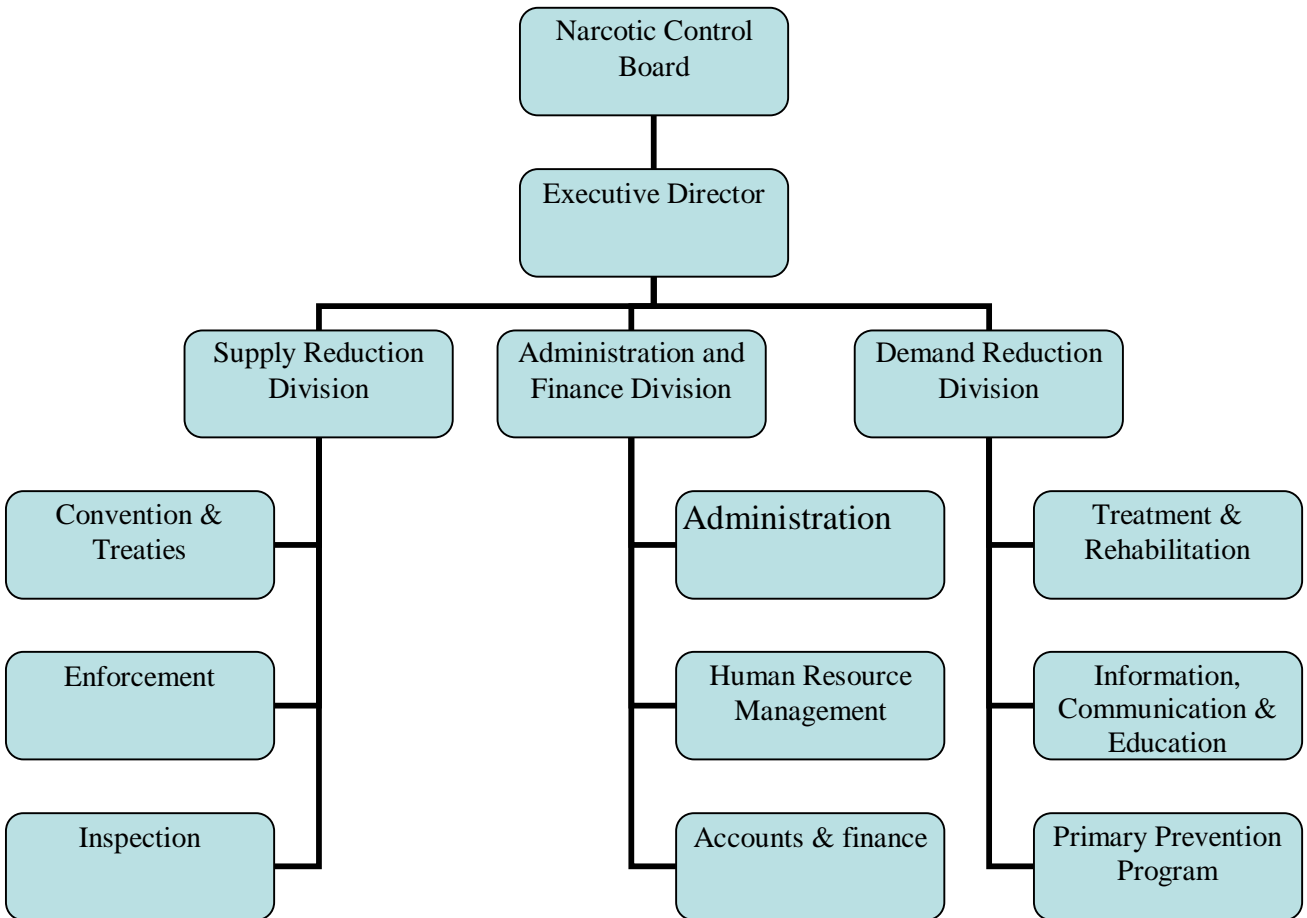 Narcotic Control
Board
Executive Director
Supply Reduction
Division
Administration and
Finance Division
Demand Reduction
Division
Convention &
Treaties
Administration
Treatment &
Rehabilitation
Enforcement
Human Resource
Management
Information,
Communication &
Education
Inspection
Accounts & finance
Primary Prevention
Program